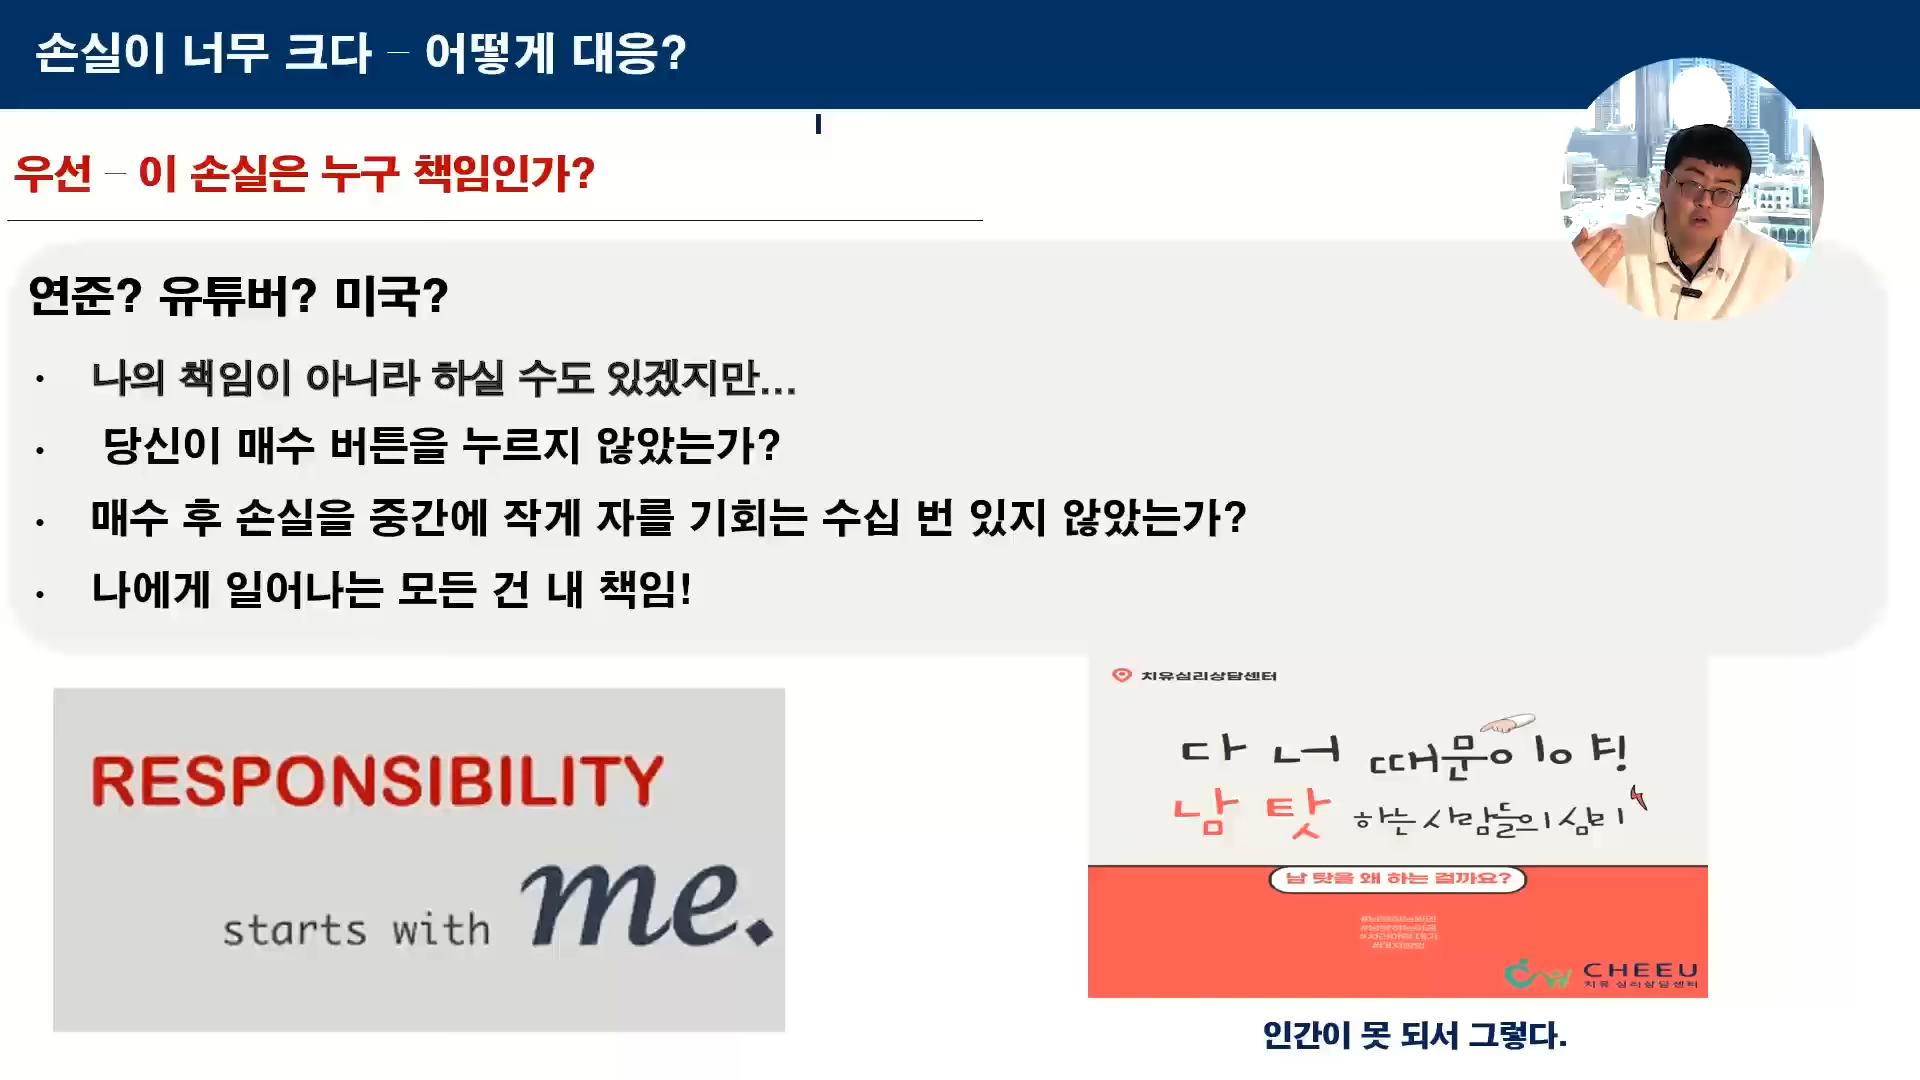 손실이 너무 크다 – 어떻게 대응?
우선 – 이 손실은 누구 책임인가?
연준? 유튜버? 미국?
• 나의 책임이 아니라 하실 수도 있겠지만...
• 당신이 매수 버튼을 누르지 않았는가?
• 매수 후 손실을 중간에 작게 자를 기회는 수십 번 있지 않았는가?
• 나에게 일어나는 모든 건 내 책임!
RESPONSIBILITY
starts with me.
치유심리상담센터
다 너 때문이야!
남 탓 하는 사람들의 심리
남 탓을 왜 하는 걸까요?
CHEEU
치유 심리상담센터
인간이 못 되서 그렇다.